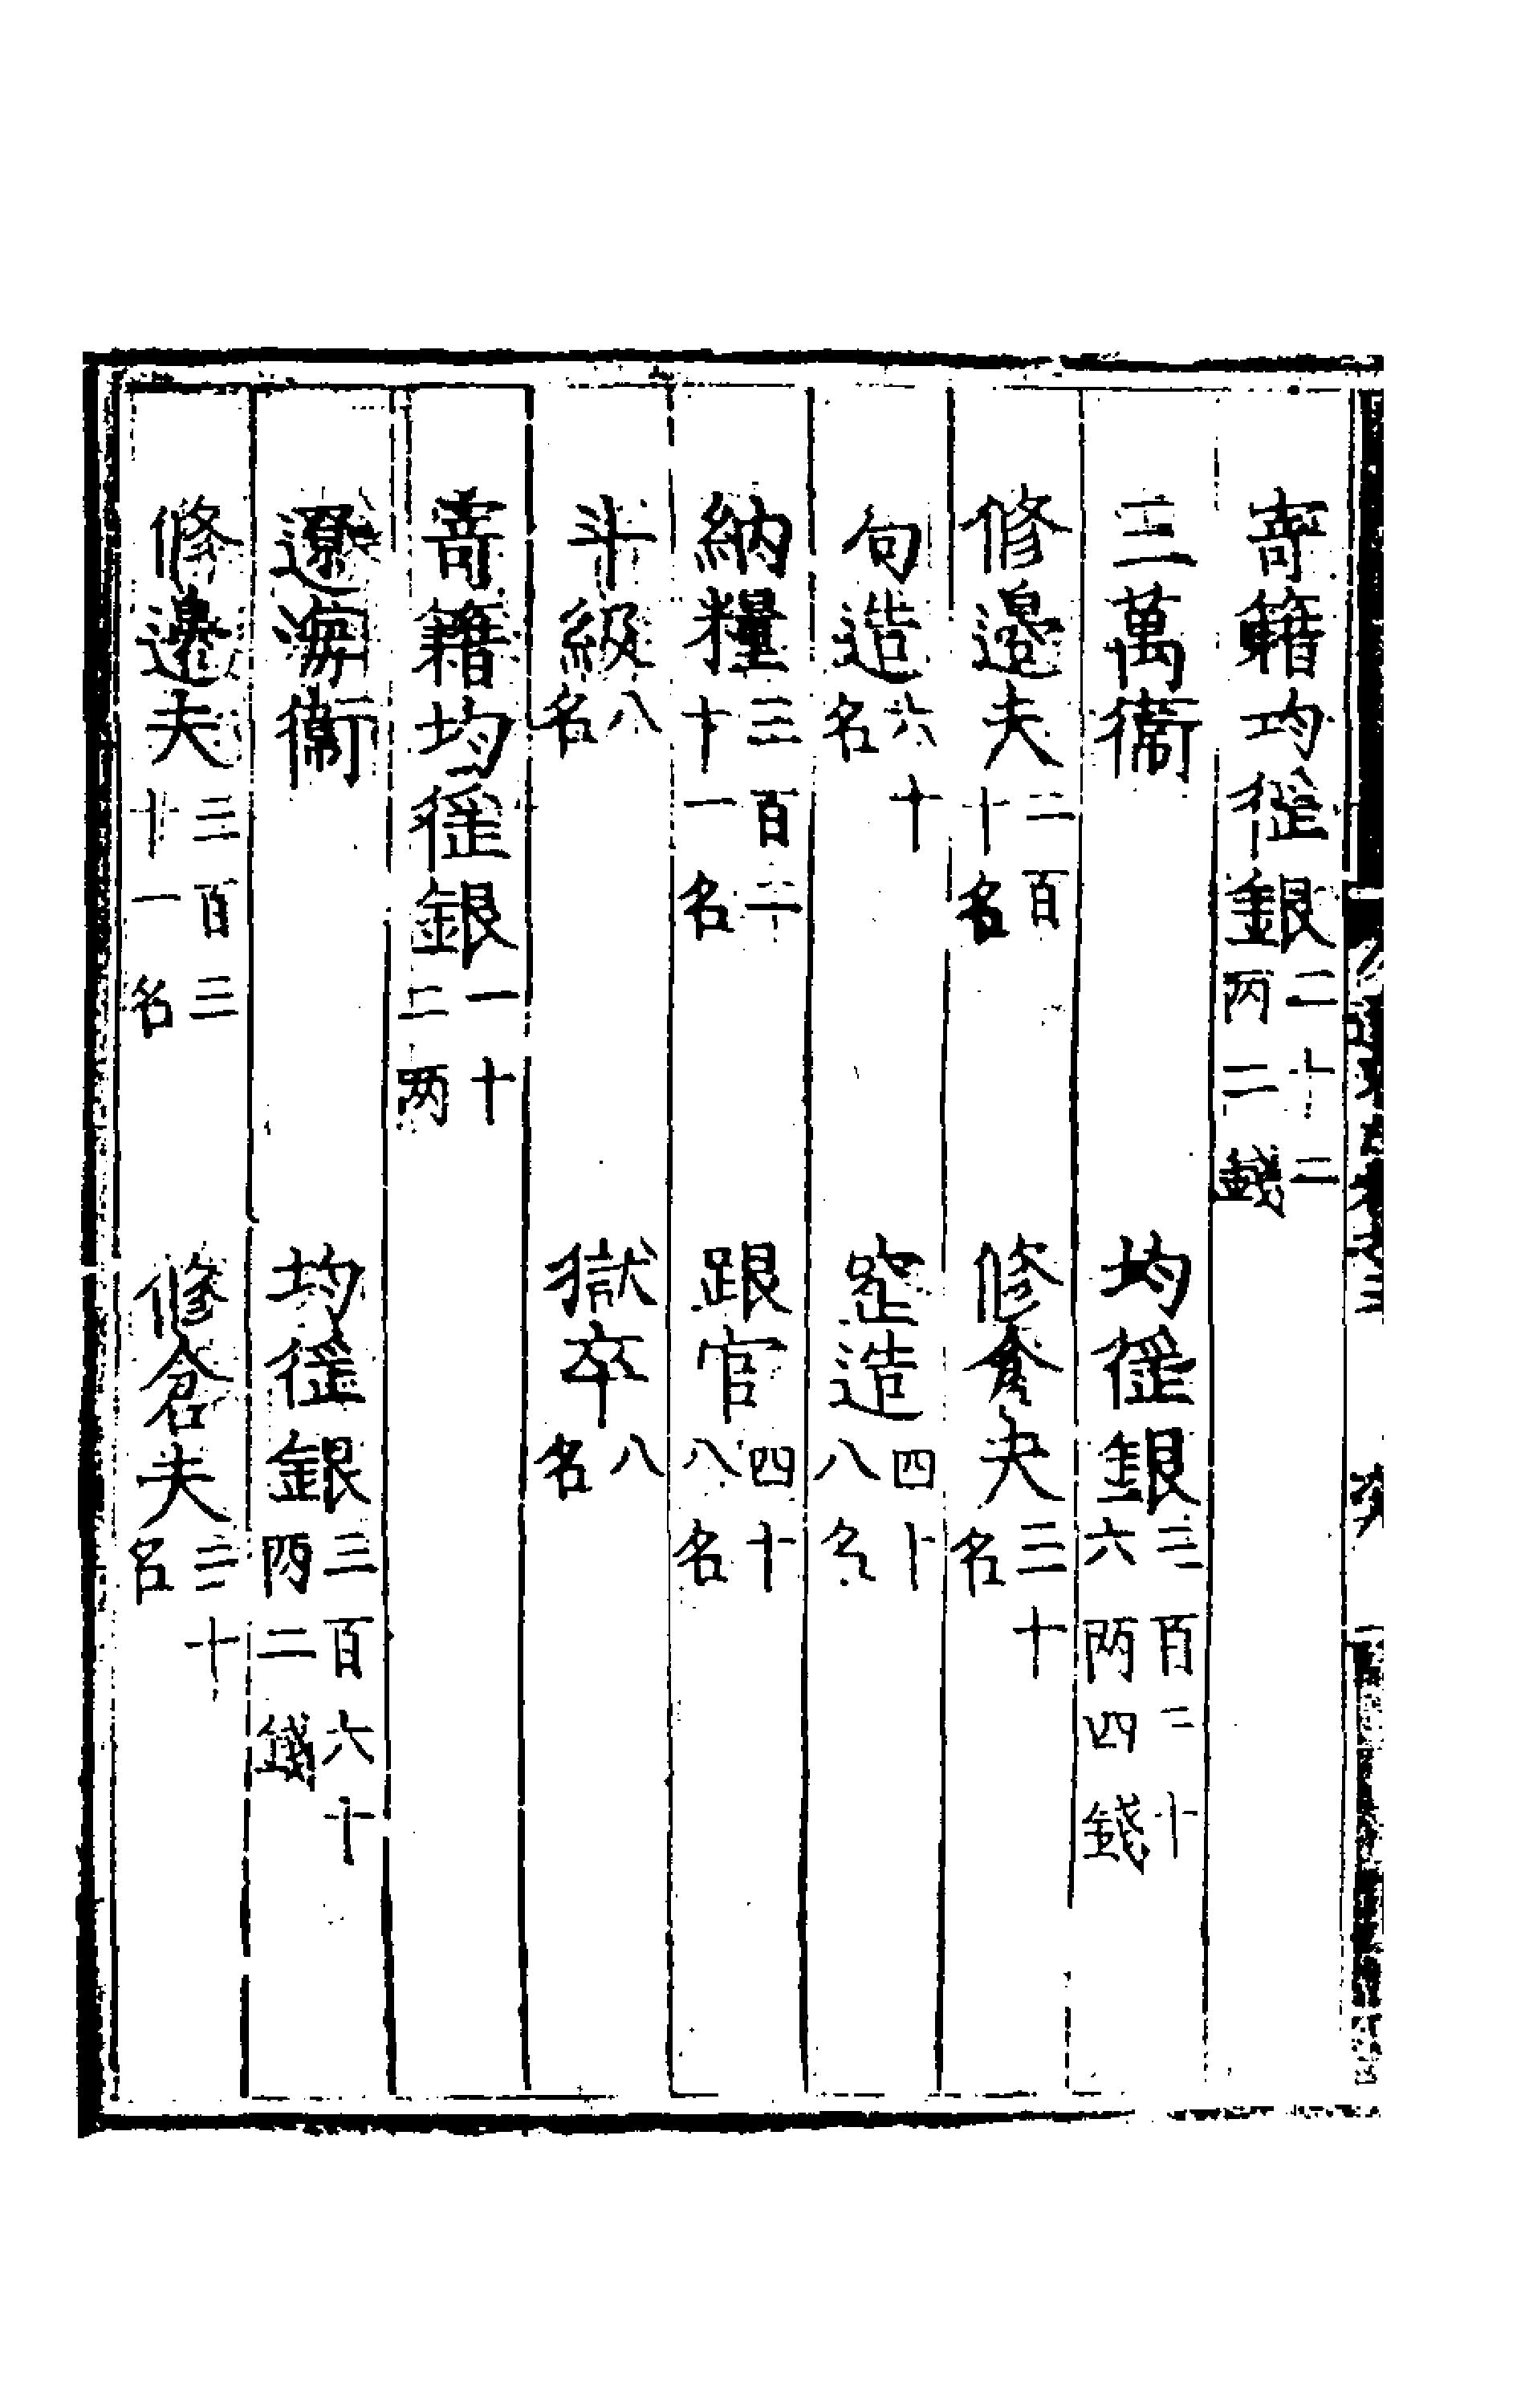 寄籍均徭銀二十二兩二錢
三萬衞 均徭銀三百二十六兩四錢
修邊夫二百十名 修倉夫三十名
句造六十名 窑造四十八名
納糧三百二十一名 跟官四十八名
斗級八名 獄卒八名
寄籍均徭銀一十二两
遼海衞 均徭銀三百六十兩二錢
修邊夫三百三十一名 修倉夫三十名